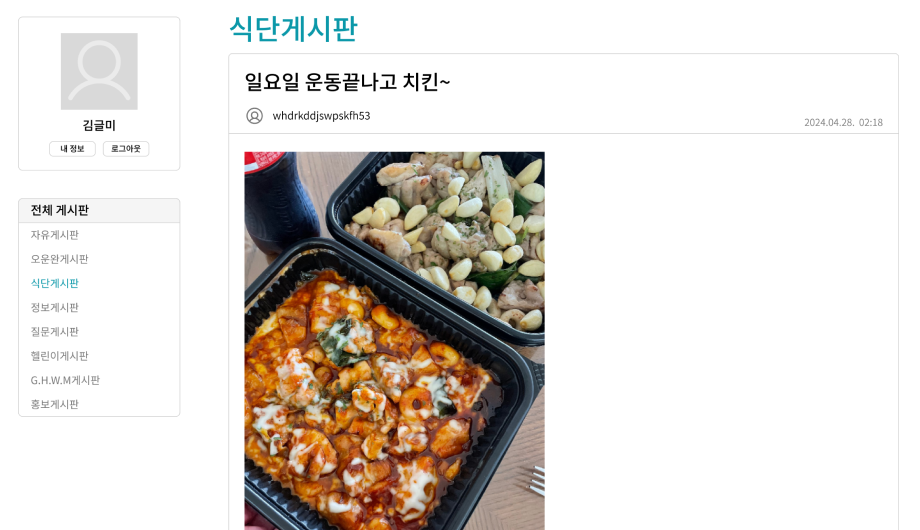 식단게시판
김글미
내 정보
로그아웃
전체 게시판
자유게시판
오운완게시판
식단게시판
정보게시판
질문게시판
헬린이게시판
G.H.W.M게시판
홍보게시판
일요일 운동끝나고 치킨~
whdrkddjswpskfh53
2024.04.28. 02:18